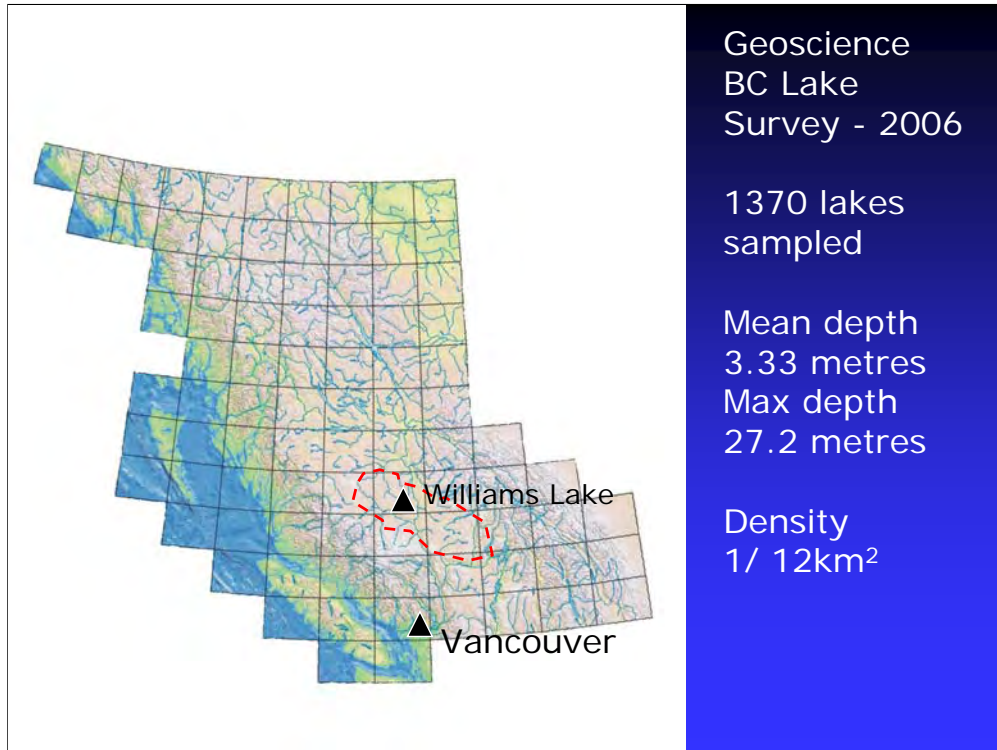 Geoscience
BC Lake
Survey - 2006
1370 lakes
sampled
Mean depth
3.33 metres
Max depth
27.2 metres
Density
1/ 12km²
Williams Lake
Vancouver